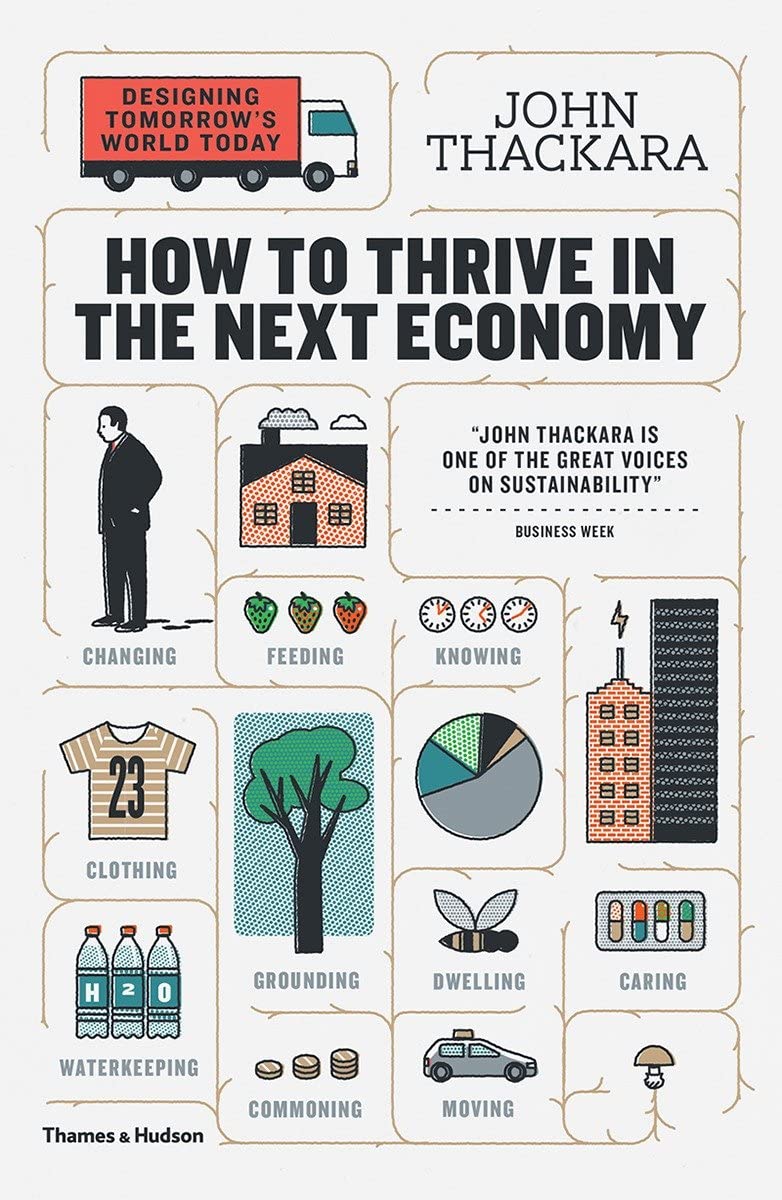 DESIGNING
TOMORROW'S
WORLD TODAY
JOHN
THACKARA
HOW TO THRIVE IN
THE NEXT ECONOMY
"JOHN THACKARA IS
ONE OF THE GREAT VOICES
ON SUSTAINABILITY"
BUSINESS WEEK
CHANGING
FEEDING
KNOWING
23
CLOTHING
GROUNDING
DWELLING
CARING
H 2 O
WATERKEEPING
COMMONING
MOVING
Thames & Hudson